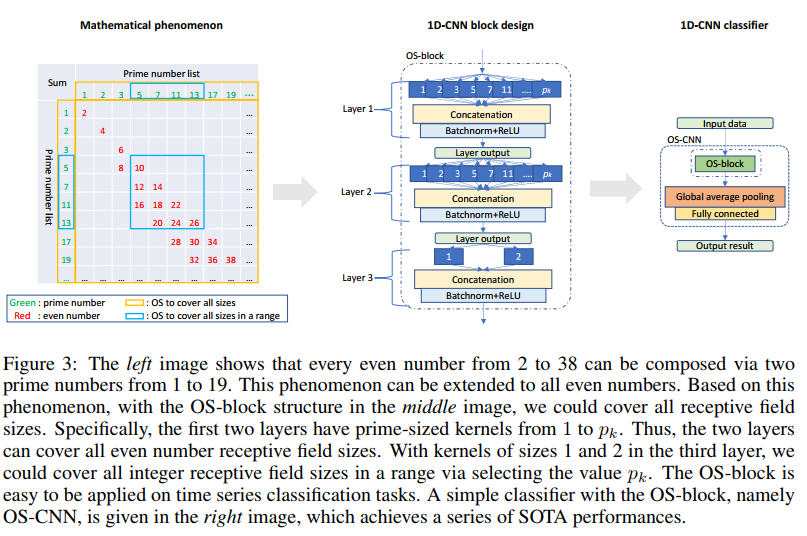 Mathematical phenomenon
1D-CNN block design
1D-CNN classifier
Sum
Prime number list
1 2 3 5 7 11 13 17 19 ...
Prime number list
1 2 ...
2 4 ...
3 6 ...
5 8 10 ...
7 12 14 ...
11 16 18 22 ...
13 20 24 26 ...
17 28 30 34 ...
19 32 36 38 ...
... ... ... ... ... ... ... ... ... ... ...
Green : prime number
: OS to cover all sizes
Red : even number
: OS to cover all sizes in a range
OS-block
Layer 1
1 2 3 5 7 11 .... pk
Concatenation
Batchnorm+ReLU
Layer output
Layer 2
1 2 3 5 7 11 .... pk
Concatenation
Batchnorm+ReLU
Layer output
Layer 3
1 2
Concatenation
Batchnorm+ReLU
Input data
OS-CNN
OS-block
Global average pooling
Fully connected
Output result
Figure 3: The left image shows that every even number from 2 to 38 can be composed via two
prime numbers from 1 to 19. This phenomenon can be extended to all even numbers. Based on this
phenomenon, with the OS-block structure in the middle image, we could cover all receptive field
sizes. Specifically, the first two layers have prime-sized kernels from 1 to pk. Thus, the two layers
can cover all even number receptive field sizes. With kernels of sizes 1 and 2 in the third layer, we
could cover all integer receptive field sizes in a range via selecting the value pk. The OS-block is
easy to be applied on time series classification tasks. A simple classifier with the OS-block, namely
OS-CNN, is given in the right image, which achieves a series of SOTA performances.